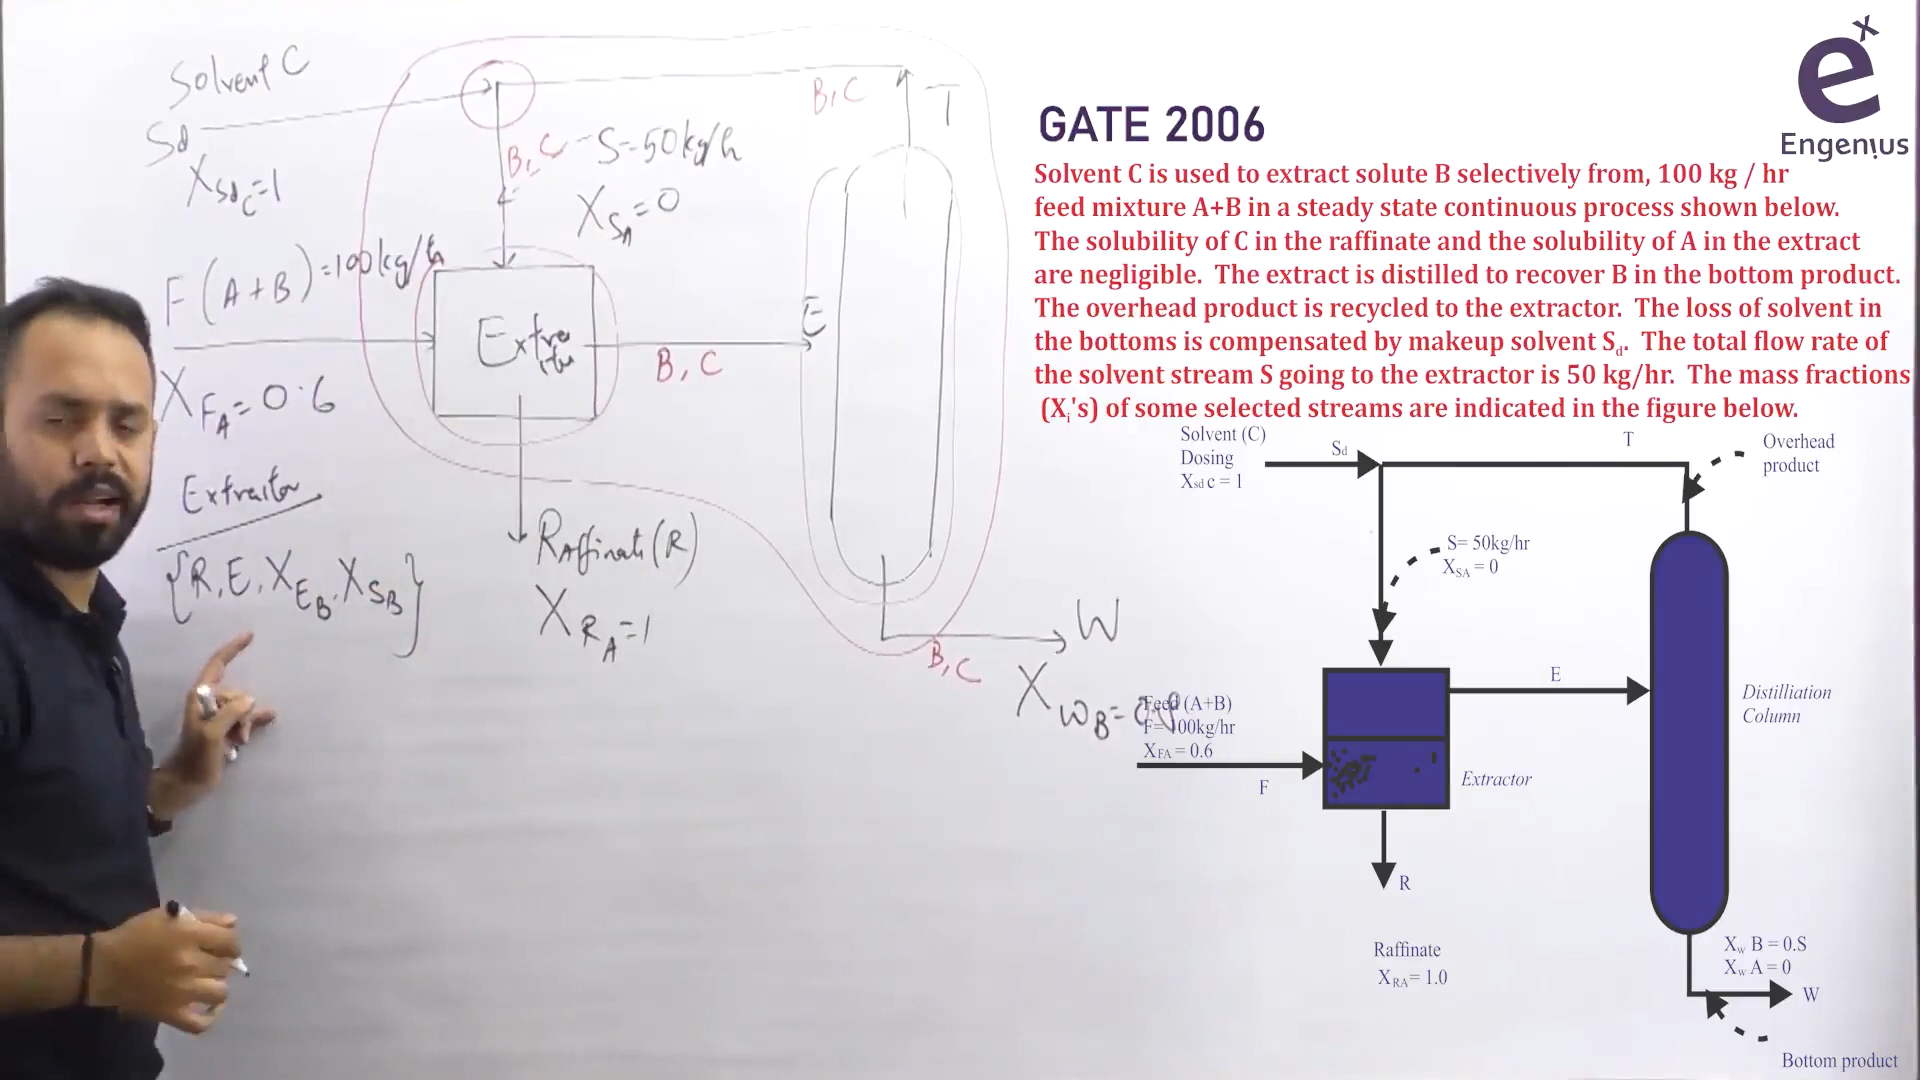 Solvent C
Sd
XSdC=1
B, C
T
B, C - S=50kg/h
XSA=0
F (A+B) =100kg/h
XFA=0.6
Extra
ctor
B, C
E
Extractor
{R, E, XEB, XSB}
Raffinate (R)
XRA=1
W
B, C
XWB=
ex
Engenius
GATE 2006
Solvent C is used to extract solute B selectively from, 100 kg / hr
feed mixture A+B in a steady state continuous process shown below.
The solubility of C in the raffinate and the solubility of A in the extract
are negligible. The extract is distilled to recover B in the bottom product.
The overhead product is recycled to the extractor. The loss of solvent in
the bottoms is compensated by makeup solvent Sd. The total flow rate of
the solvent stream S going to the extractor is 50 kg/hr. The mass fractions
(Xi's) of some selected streams are indicated in the figure below.
Solvent (C)
Dosing
Xsd c = 1
Sd
T
Overhead
product
S= 50kg/hr
XSA = 0
E
Distilliation
Column
Feed (A+B)
F= 100kg/hr
XFA = 0.6
F
Extractor
R
Raffinate
XRA= 1.0
Xw B = 0.S
Xw A = 0
W
Bottom product